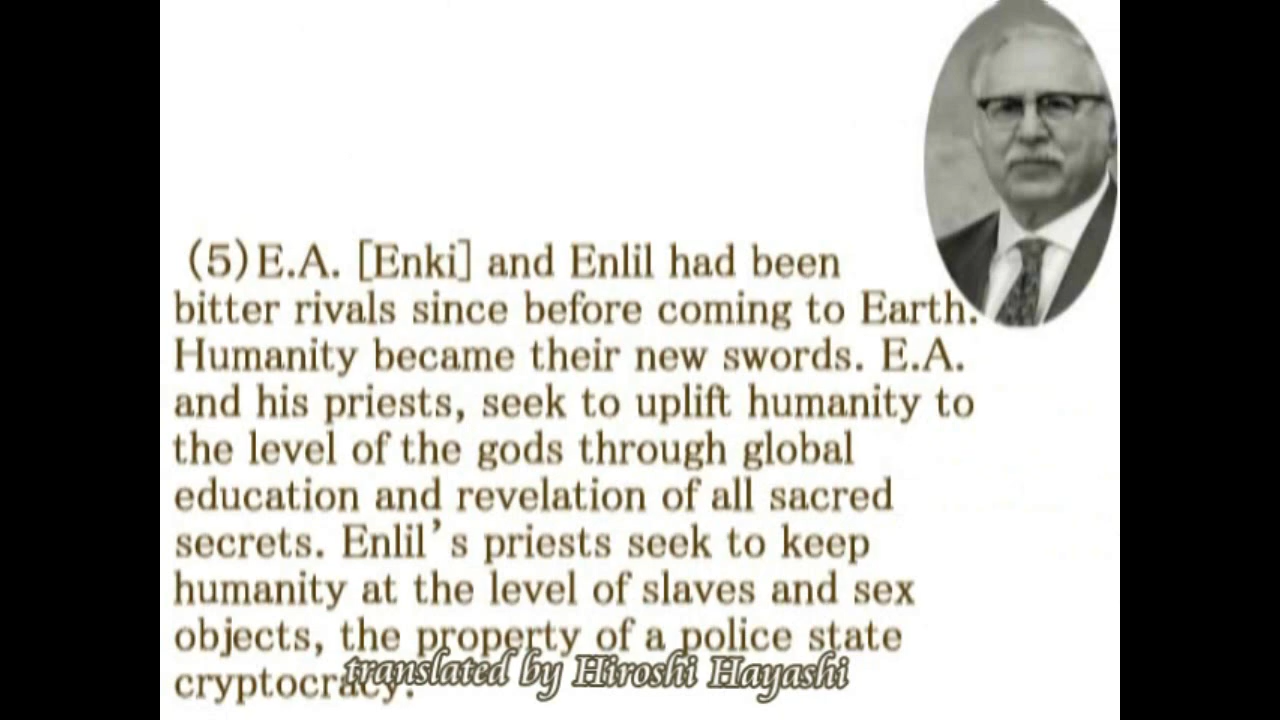 (5)E.A. [Enki] and Enlil had been
bitter rivals since before coming to Earth.
Humanity became their new swords. E.A.
and his priests, seek to uplift humanity to
the level of the gods through global
education and revelation of all sacred
secrets. Enlil’s priests seek to keep
humanity at the level of slaves and sex
objects, the property of a police state
cryptocracy.
translated by Hiroshi Hayashi